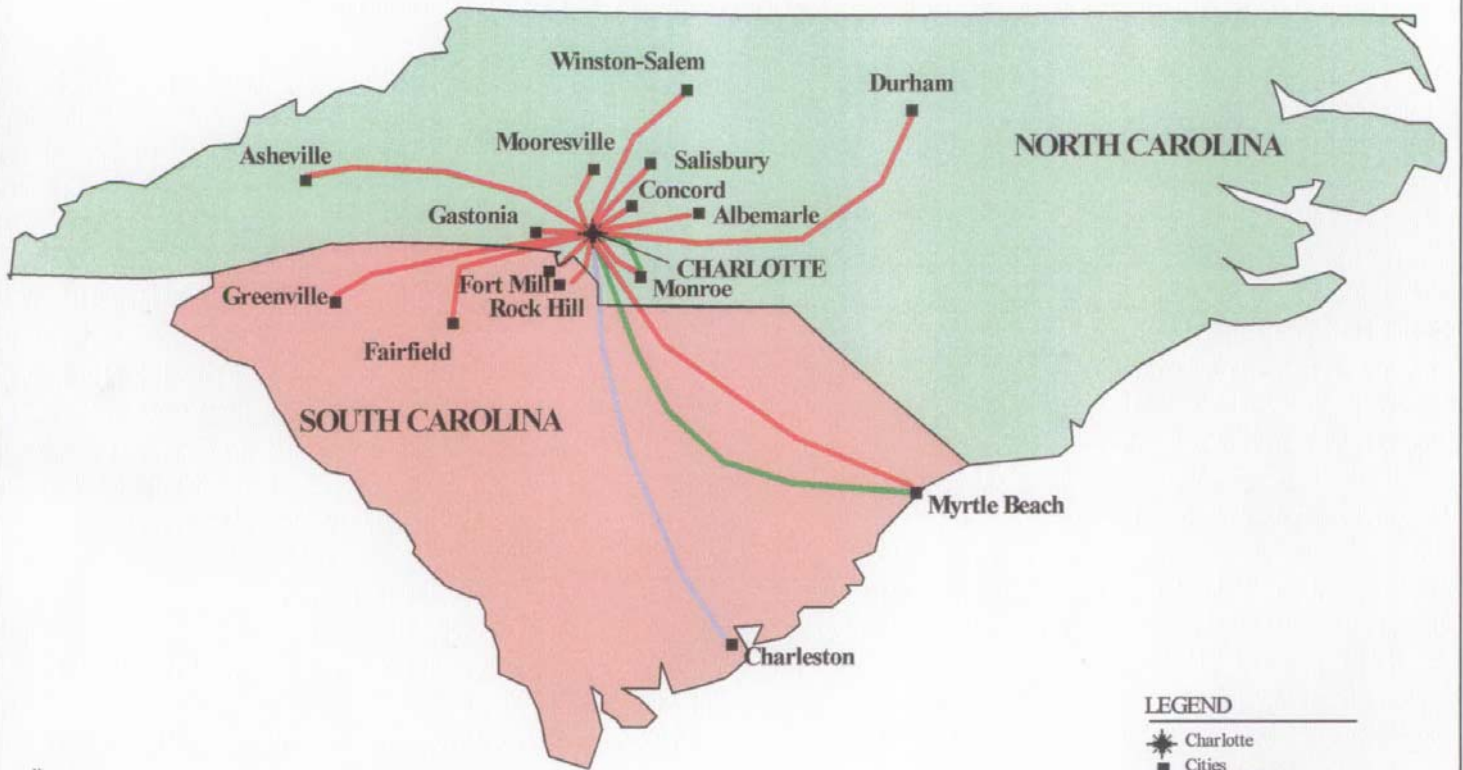 Winston-Salem
Durham
Mooresville
NORTH CAROLINA
Asheville
Salisbury
Concord
Gastonia
Albemarle
CHARLOTTE
Fort Mill
Monroe
Greenville
Rock Hill
Fairfield
SOUTH CAROLINA
Myrtle Beach
Charleston
LEGEND
Charlotte
Cities